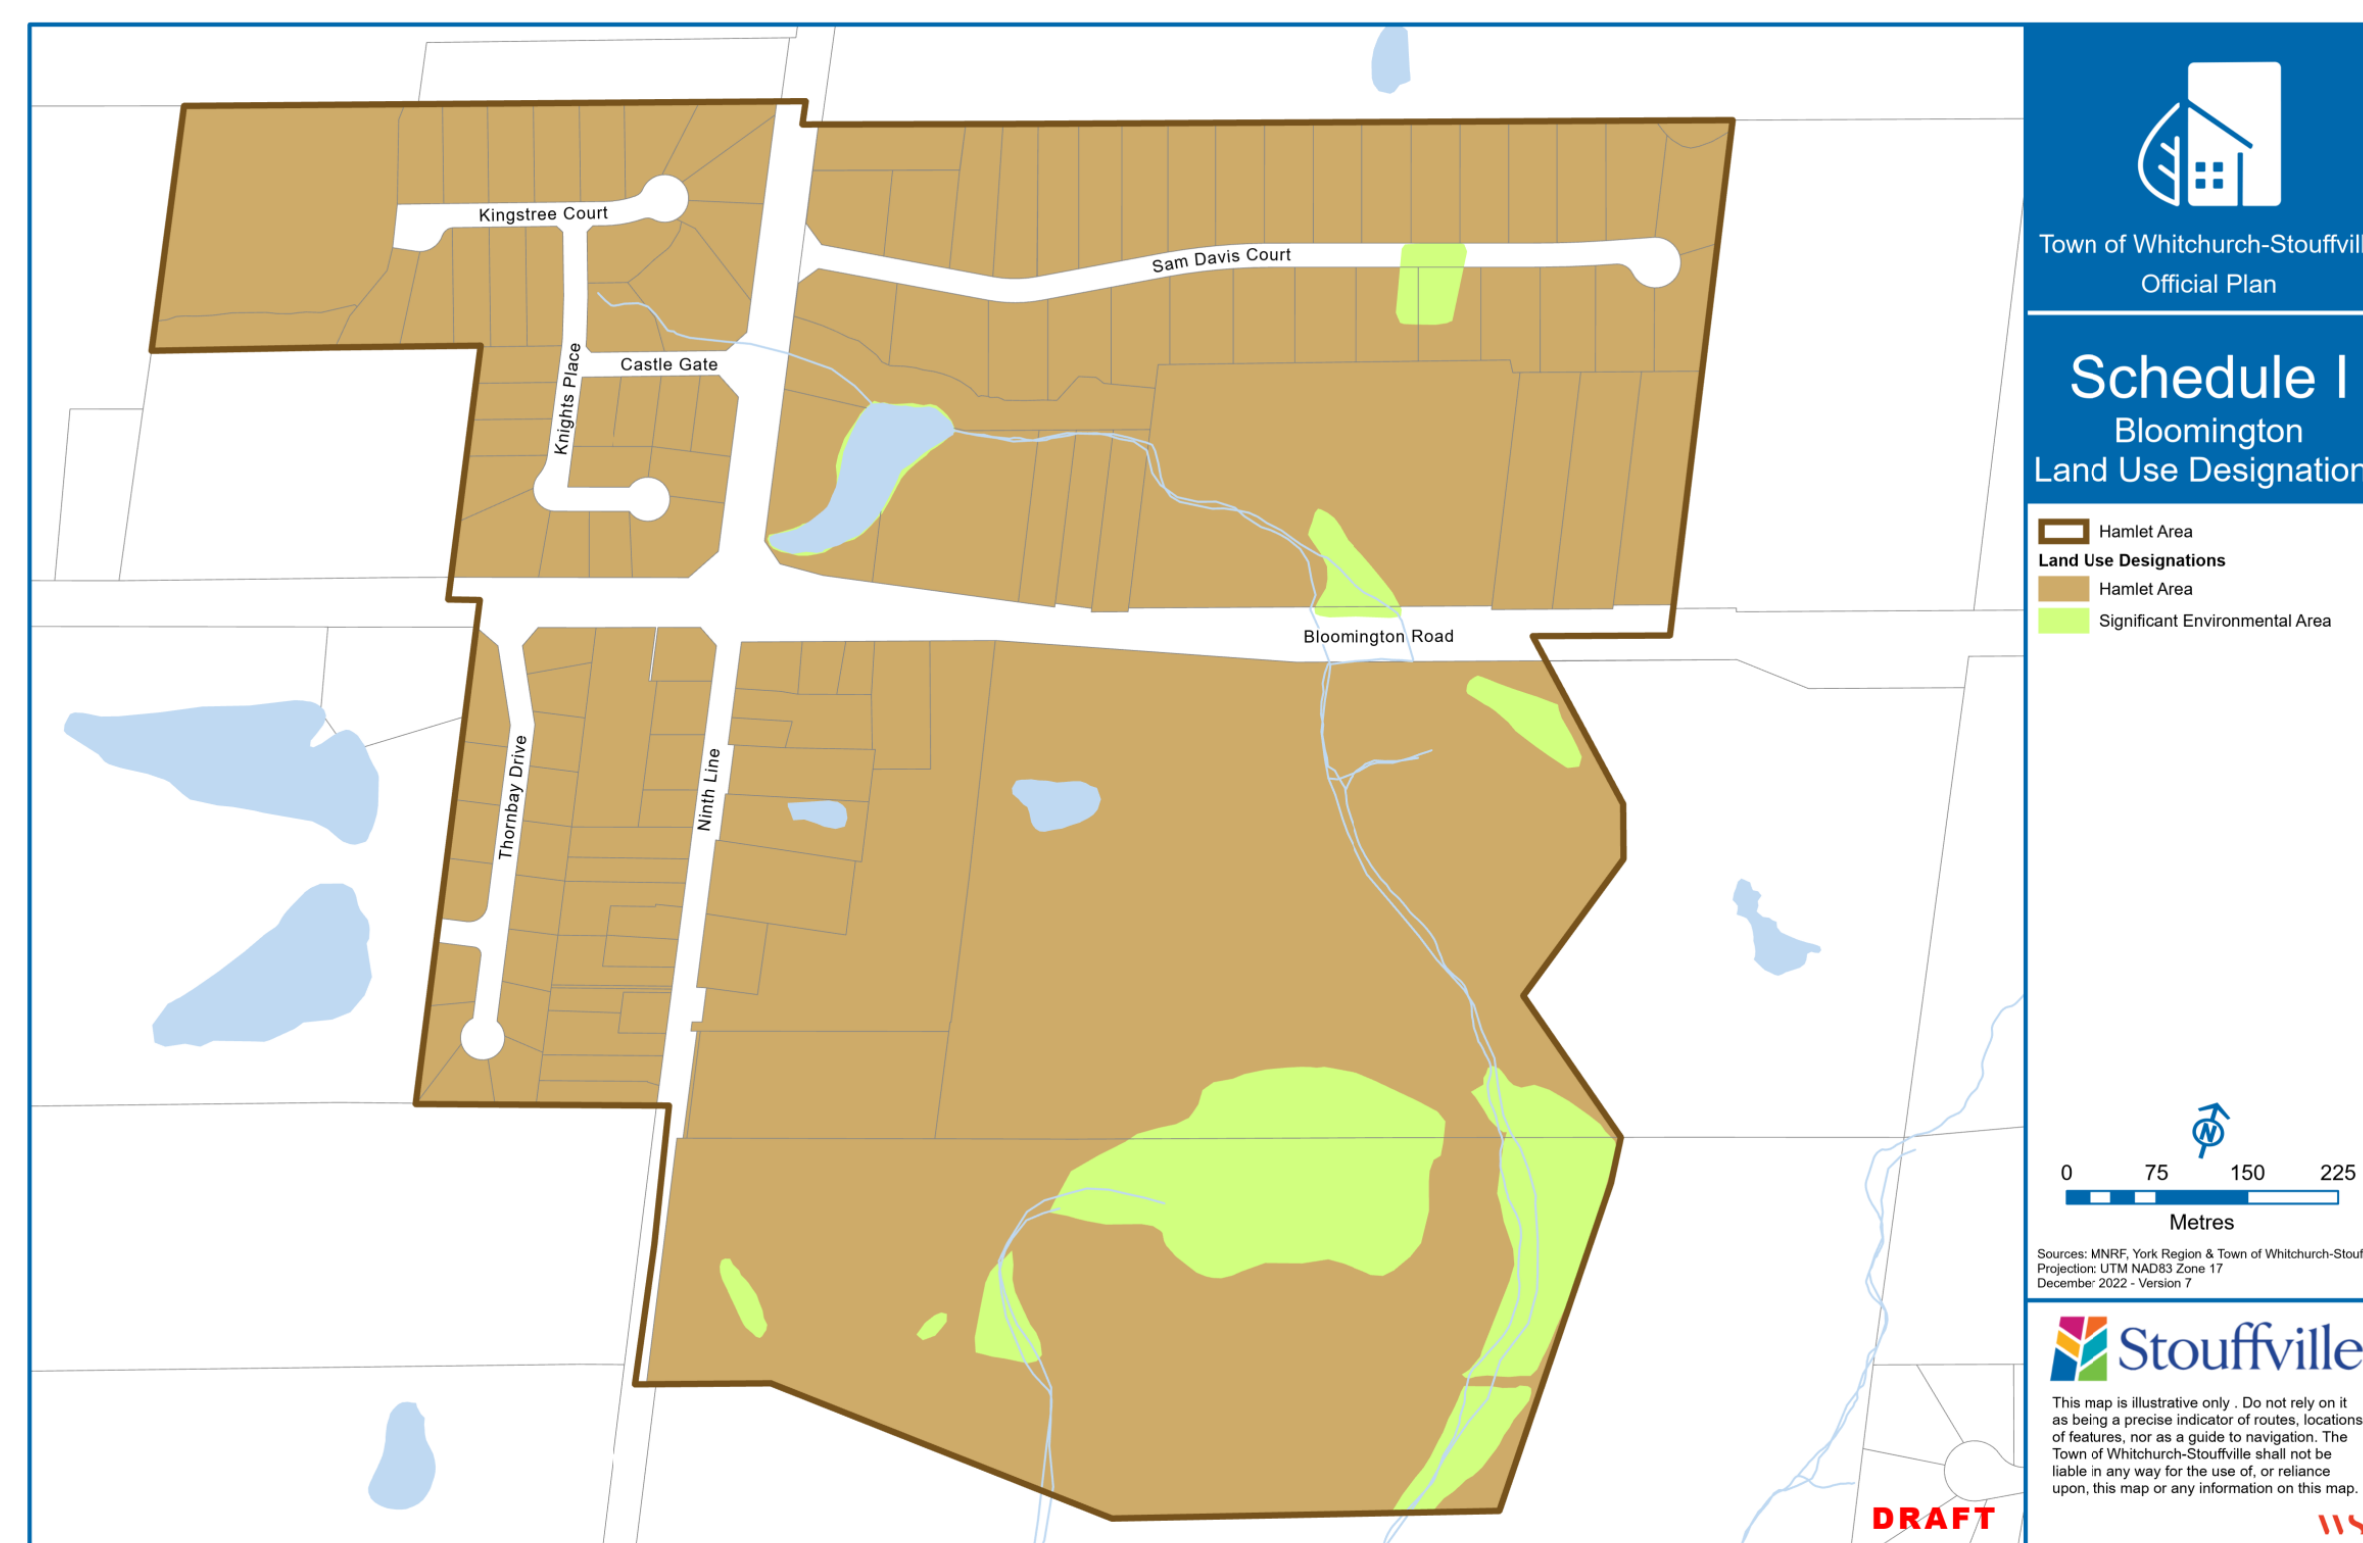 Kingstree Court
Sam Davis Court
Castle Gate
Knights Place
Bloomington Road
Thornbay Drive
Ninth Line
DRAFT
Town of Whitchurch-Stouffvill
Official Plan
Schedule I
Bloomington
Land Use Designation
Hamlet Area
Land Use Designations
Hamlet Area
Significant Environmental Area
N
0 75 150 225
Metres
Sources: MNRF, York Region & Town of Whitchurch-Stouf
Projection: UTM NAD83 Zone 17
December 2022 - Version 7
Stouffville
This map is illustrative only . Do not rely on it
as being a precise indicator of routes, locations
of features, nor as a guide to navigation. The
Town of Whitchurch-Stouffville shall not be
liable in any way for the use of, or reliance
upon, this map or any information on this map.